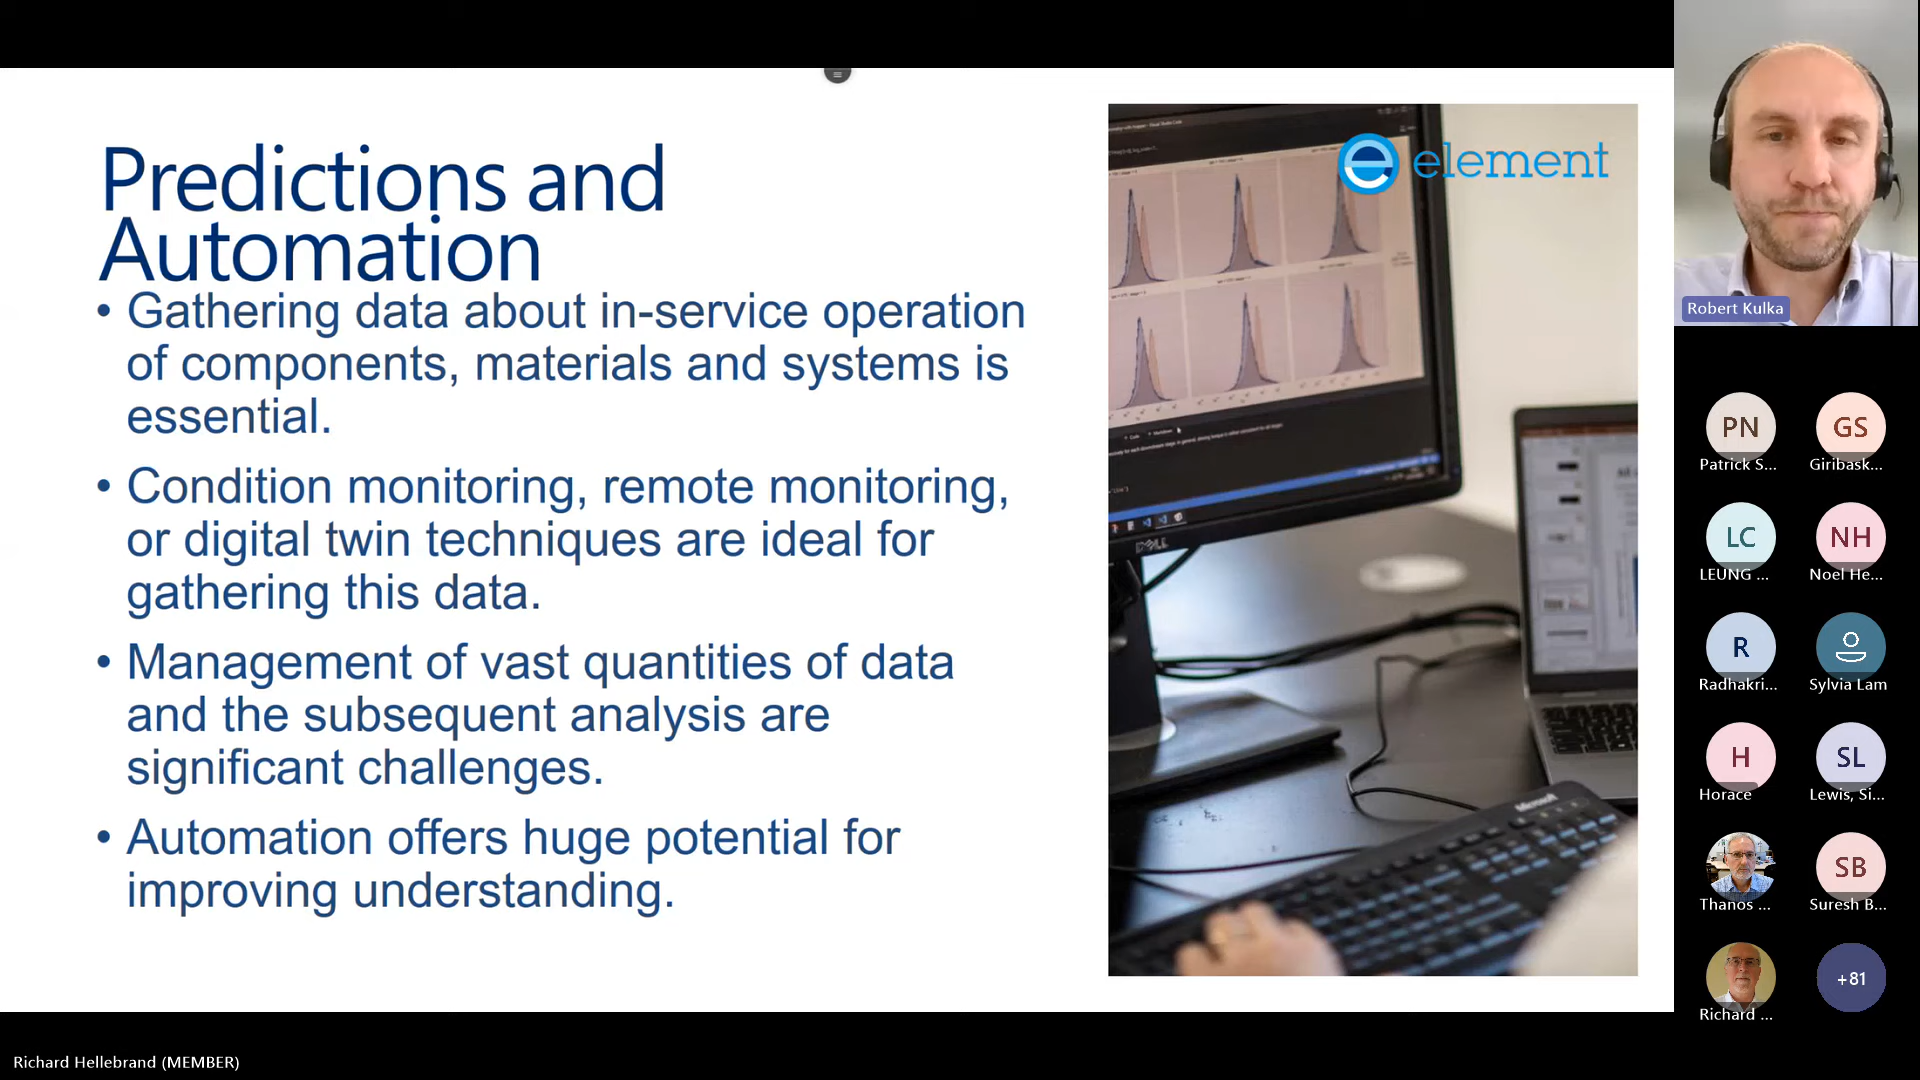 Predictions and
Automation
• Gathering data about in-service operation
of components, materials and systems is
essential.
• Condition monitoring, remote monitoring,
or digital twin techniques are ideal for
gathering this data.
• Management of vast quantities of data
and the subsequent analysis are
significant challenges.
• Automation offers huge potential for
improving understanding.
element
DELL
Microsoft
Robert Kulka
PN
GS
Patrick S...
Giribask...
LC
NH
LEUNG ...
Noel He...
R
Radhakri...
Sylvia Lam
H
SL
Horace
Lewis, Si...
SB
Thanos ...
Suresh B...
+81
Richard ...
Richard Hellebrand (MEMBER)